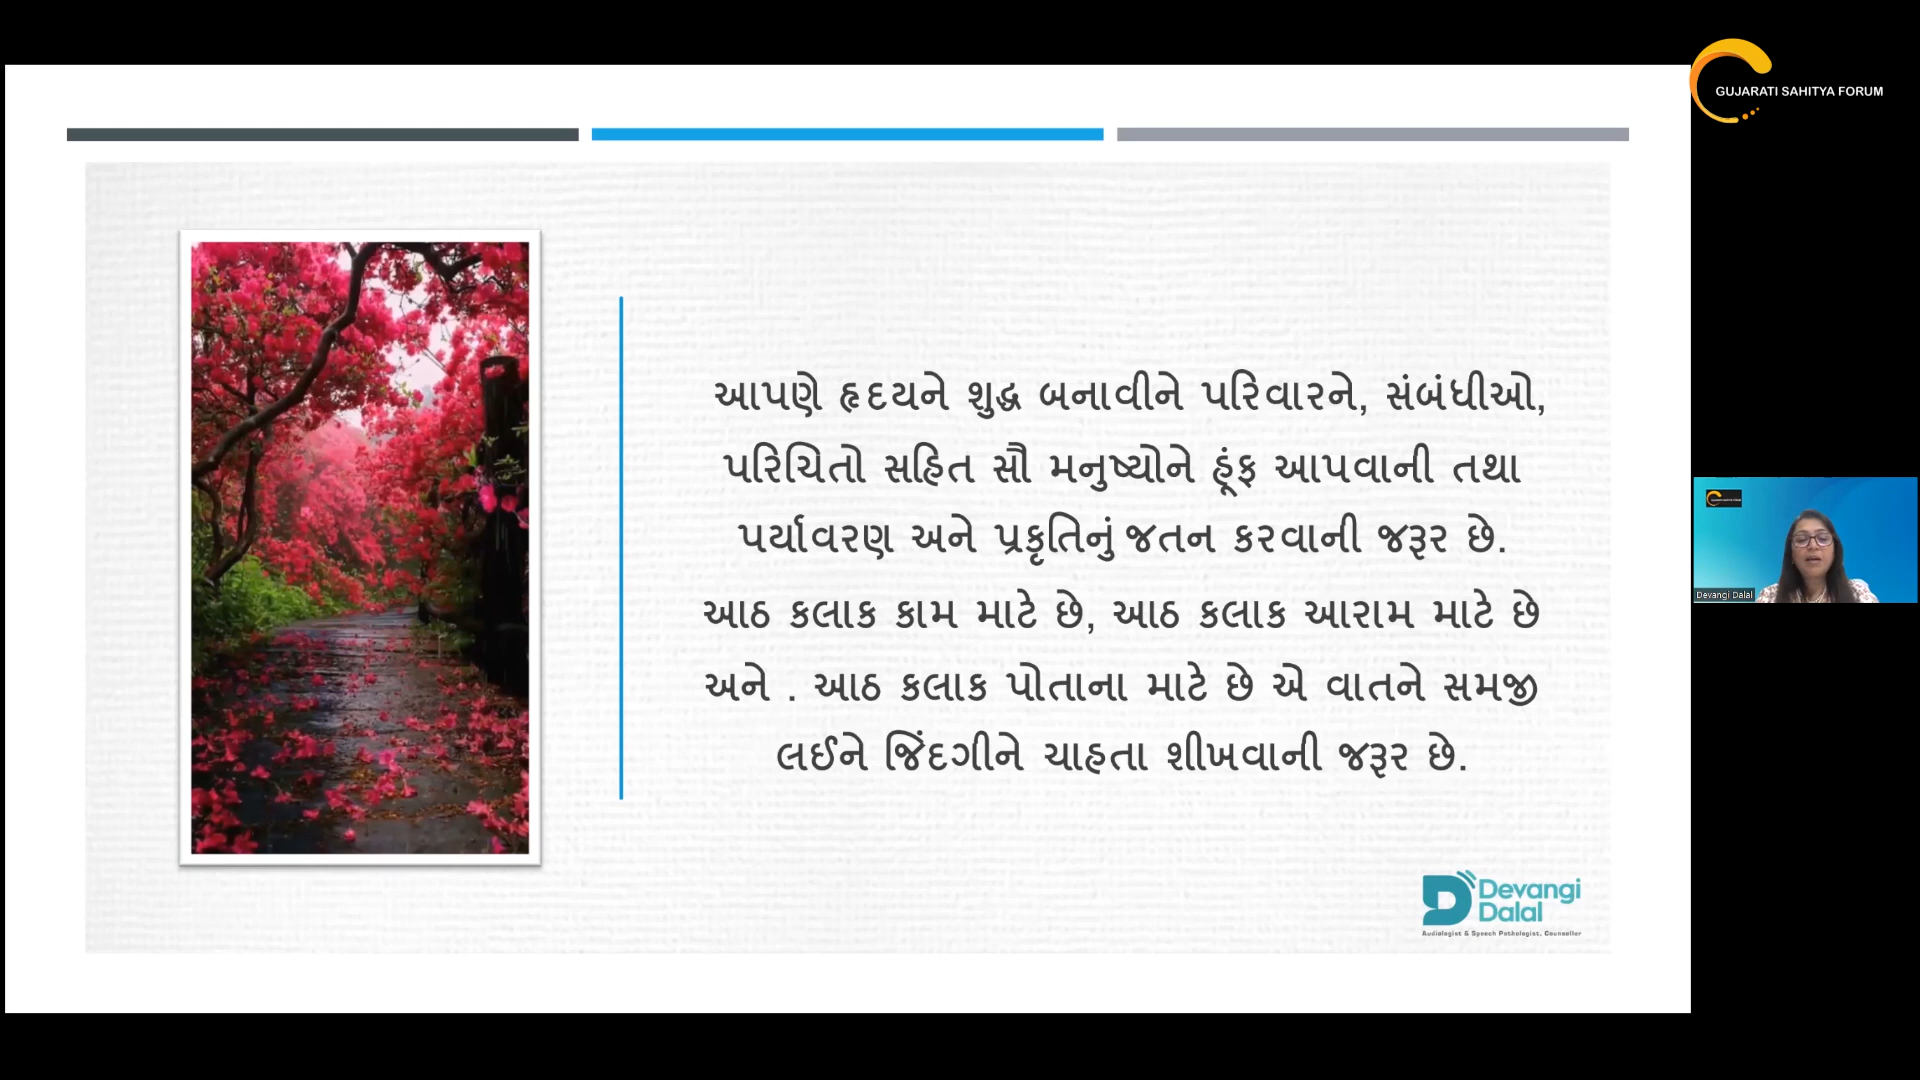 GUJARATI SAHITYA FORUM
આપણે હૃદયને શુદ્ધ બનાવીને પરિવારને, સંબંધીઓ,
પરિચિતો સહિત સૌ મનુષ્યોને હૂંફ આપવાની તથા
પર્યાવરણ અને પ્રકૃતિનું જતન કરવાની જરૂર છે.
આઠ કલાક કામ માટે છે, આઠ કલાક આરામ માટે છે
અને . આઠ કલાક પોતાના માટે છે એ વાતને સમજી
લઈને જિંદગીને ચાહતા શીખવાની જરૂર છે.
Devangi Dalal
Devangi
Dalal
Audiologist & Speech Pathologist, Counsellor